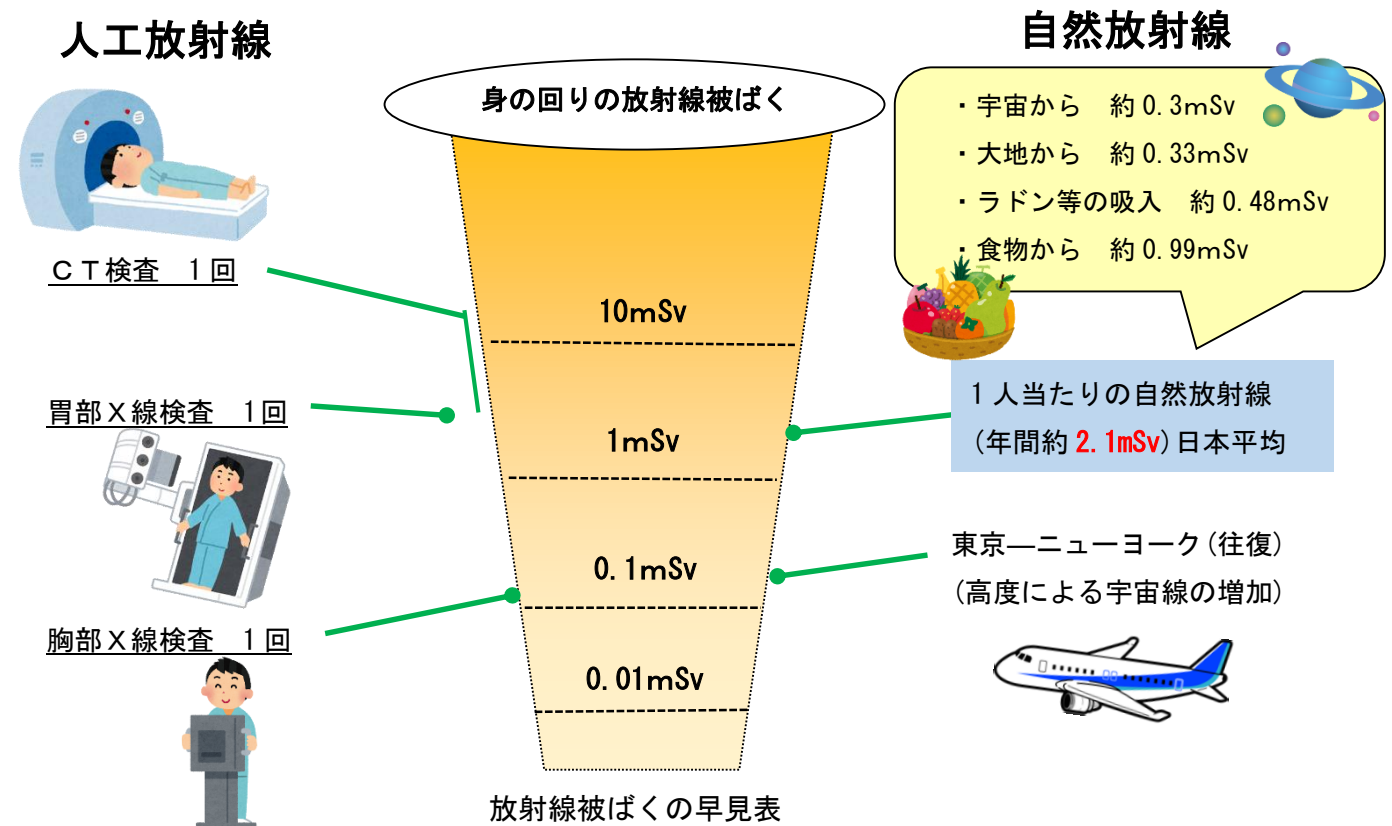 人工放射線
自然放射線
身の回りの放射線被ばく
・宇宙から 約0.3mSv
・大地から 約0.33mSv
・ラドン等の吸入 約0.48mSv
・食物から 約0.99mSv
CT検査 1回
10mSv
胃部X線検査 1回
1mSv
1人当たりの自然放射線
(年間約2.1mSv)日本平均
0.1mSv
東京―ニューヨーク(往復)
(高度による宇宙線の増加)
胸部X線検査 1回
0.01mSv
放射線被ばくの早見表